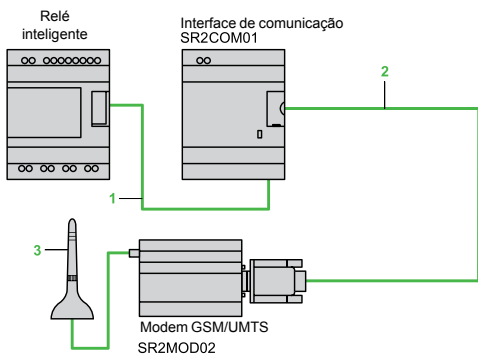 Relé
inteligente
Interface de comunicação
SR2COM01
2
1
3
Modem GSM/UMTS
SR2MOD02